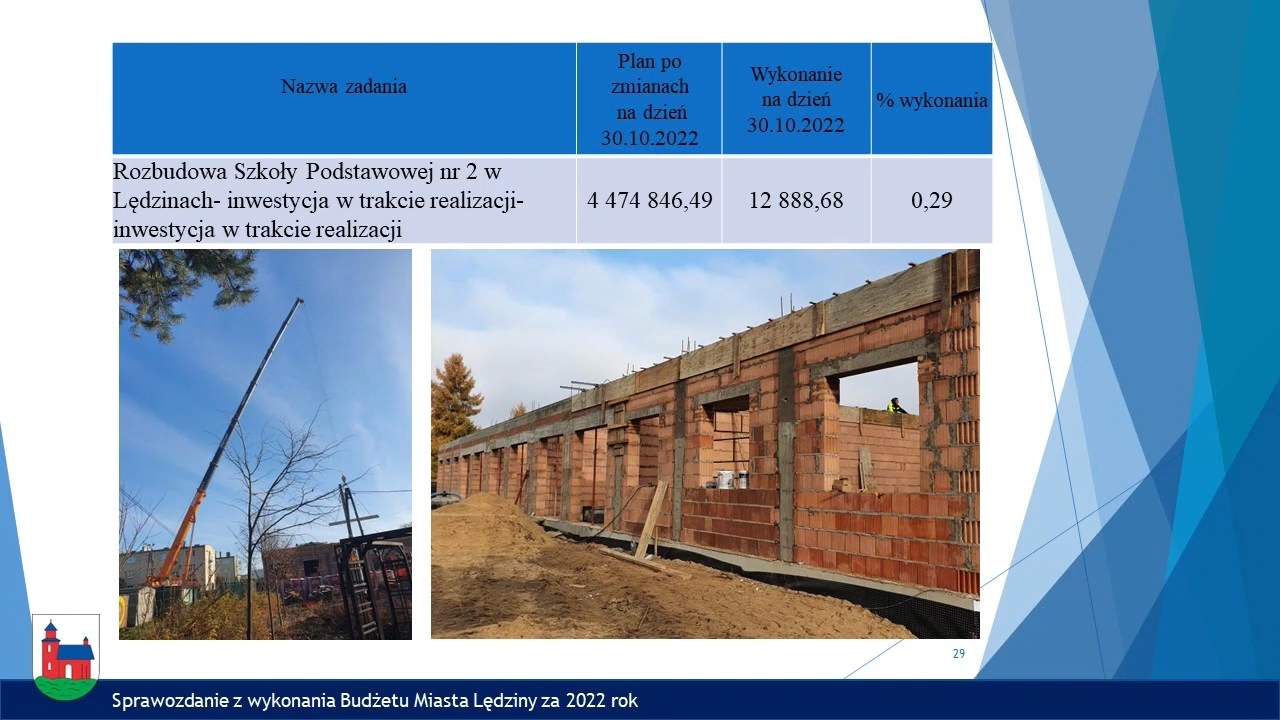 Nazwa zadania
Plan po
zmianach
na dzień
30.10.2022
Wykonanie
na dzień
30.10.2022
% wykonania
Rozbudowa Szkoły Podstawowej nr 2 w
Lędzinach- inwestycja w trakcie realizacji-
inwestycja w trakcie realizacji
4 474 846,49
12 888,68
0,29
29
Sprawozdanie z wykonania Budżetu Miasta Lędziny za 2022 rok